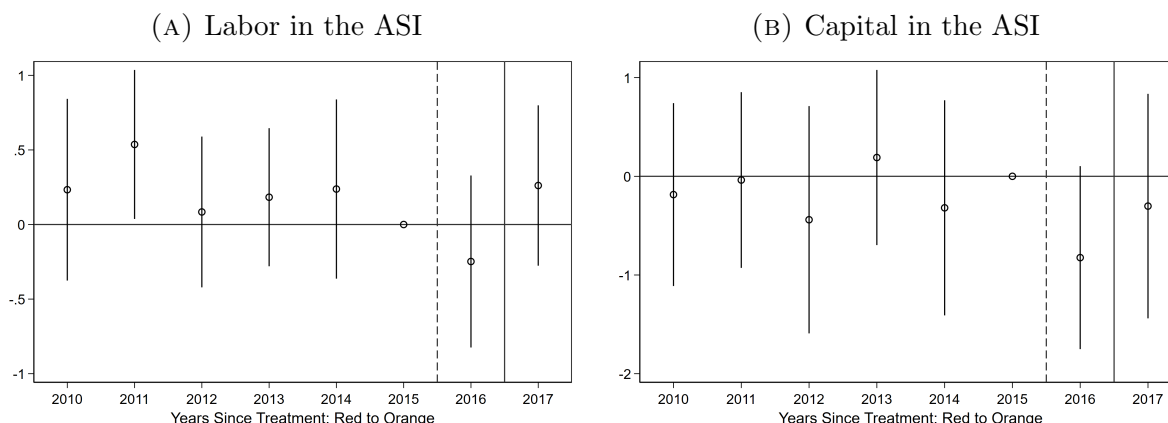 (A) Labor in the ASI
1
.5
0
-.5
-1
2010 2011 2012 2013 2014 2015 2016 2017
Years Since Treatment: Red to Orange
(B) Capital in the ASI
1
0
-1
-2
2010 2011 2012 2013 2014 2015 2016 2017
Years Since Treatment: Red to Orange